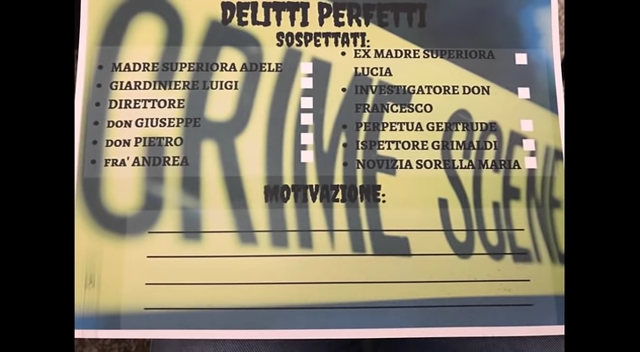 DELITTI PERFETTI
SOSPETTATI:
• MADRE SUPERIORA ADELE
• GIARDINIERE LUIGI
• DIRETTORE
• DON GIUSEPPE
• DON PIETRO
• FRA' ANDREA
• EX MADRE SUPERIORA
LUCIA
• INVESTIGATORE DON
FRANCESCO
• PERPETUA GERTRUDE
• ISPETTORE GRIMALDI
• NOVIZIA SORELLA MARIA
MOTIVAZIONE:
CRIME SCENE